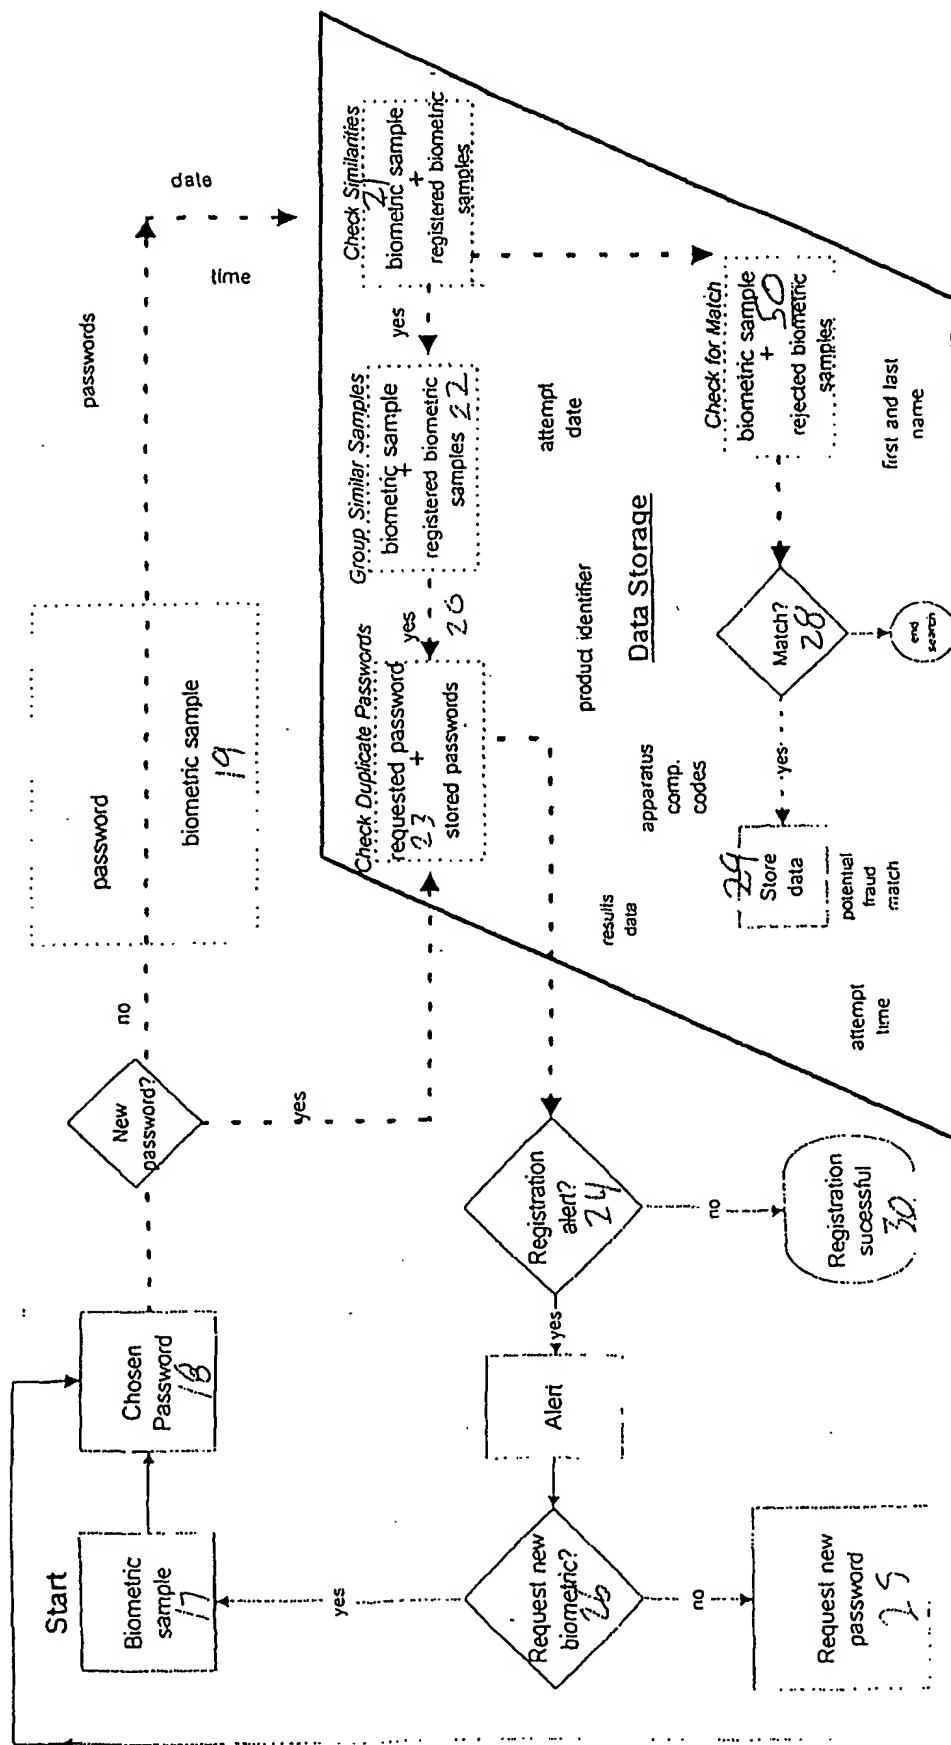 Start
Biometric
sample
17
Chosen
Password
18
New
password?
no
yes
password
biometric sample
19
passwords
date
time
Check Similarities
21
biometric sample
+
registered biometric
samples
yes
Group Similar Samples
biometric sample
+
registered biometric
samples 22
yes
20
Check Duplicate Passwords
requested password
23 +
stored passwords
Registration
alert?
24
yes
no
Registration
sucessful
30
Alert
Request new
biometric?
26
yes
no
Request new
password
25
Check for Match
biometric sample
+ 50
rejected biometric
samples
Match?
28
end
search
yes
29
Store
data
Data Storage
attempt
date
product identifier
apparatus
comp.
codes
results
data
first and last
name
potential
fraud
match
attempt
time